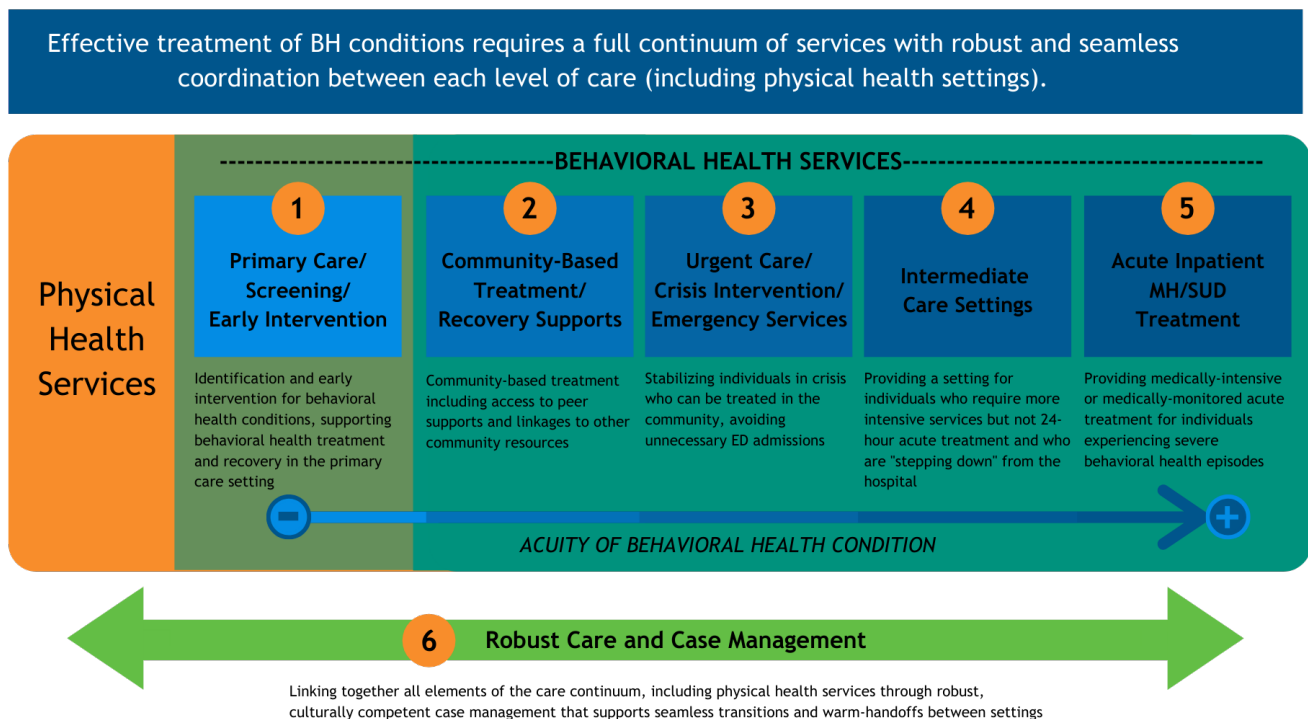 Effective treatment of BH conditions requires a full continuum of services with robust and seamless
coordination between each level of care (including physical health settings).
BEHAVIORAL HEALTH SERVICES
Physical
Health
Services
1
Primary Care/
Screening/
Early Intervention
Identification and early
intervention for behavioral
health conditions, supporting
behavioral health treatment
and recovery in the primary
care setting
2
Community-Based
Treatment/
Recovery Supports
Community-based treatment
including access to peer
supports and linkages to other
community resources
3
Urgent Care/
Crisis Intervention/
Emergency Services
Stabilizing individuals in crisis
who can be treated in the
community, avoiding
unnecessary ED admissions
4
Intermediate
Care Settings
Providing a setting for
individuals who require more
intensive services but not 24-
hour acute treatment and who
are "stepping down" from the
hospital
5
Acute Inpatient
MH/SUD
Treatment
Providing medically-intensive
or medically-monitored acute
treatment for individuals
experiencing severe
behavioral health episodes
ACUITY OF BEHAVIORAL HEALTH CONDITION
6
Robust Care and Case Management
Linking together all elements of the care continuum, including physical health services through robust,
culturally competent case management that supports seamless transitions and warm-handoffs between settings